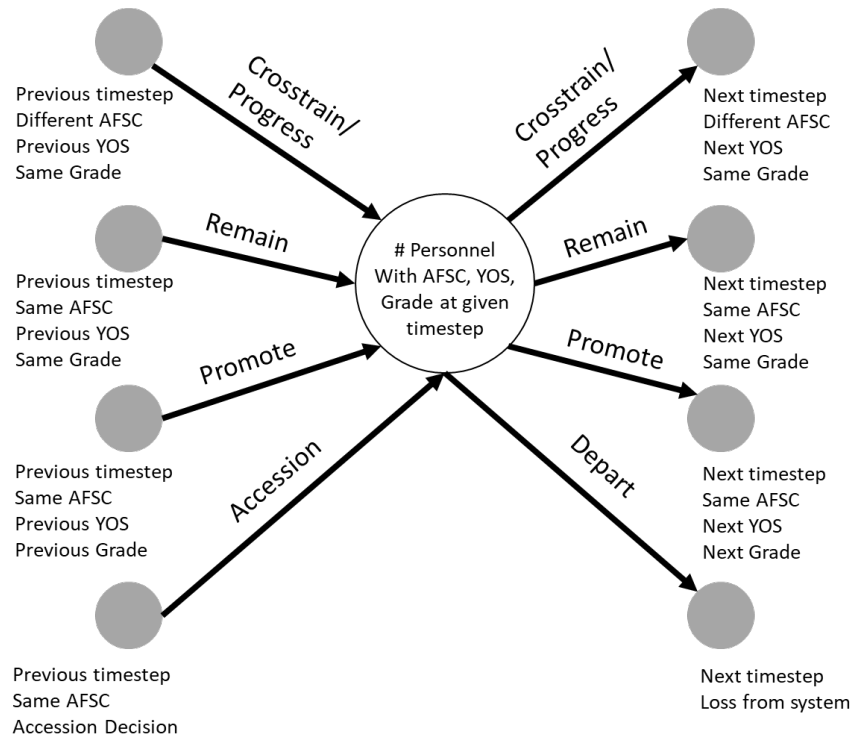 Crosstrain/
Progress
Previous timestep
Different AFSC
Previous YOS
Same Grade
Remain
Previous timestep
Same AFSC
Previous YOS
Same Grade
Promote
Previous timestep
Same AFSC
Previous YOS
Previous Grade
Accession
Previous timestep
Same AFSC
Accession Decision
# Personnel
With AFSC, YOS,
Grade at given
timestep
Crosstrain/
Progress
Next timestep
Different AFSC
Next YOS
Same Grade
Remain
Next timestep
Same AFSC
Next YOS
Same Grade
Promote
Next timestep
Same AFSC
Next YOS
Next Grade
Depart
Next timestep
Loss from system